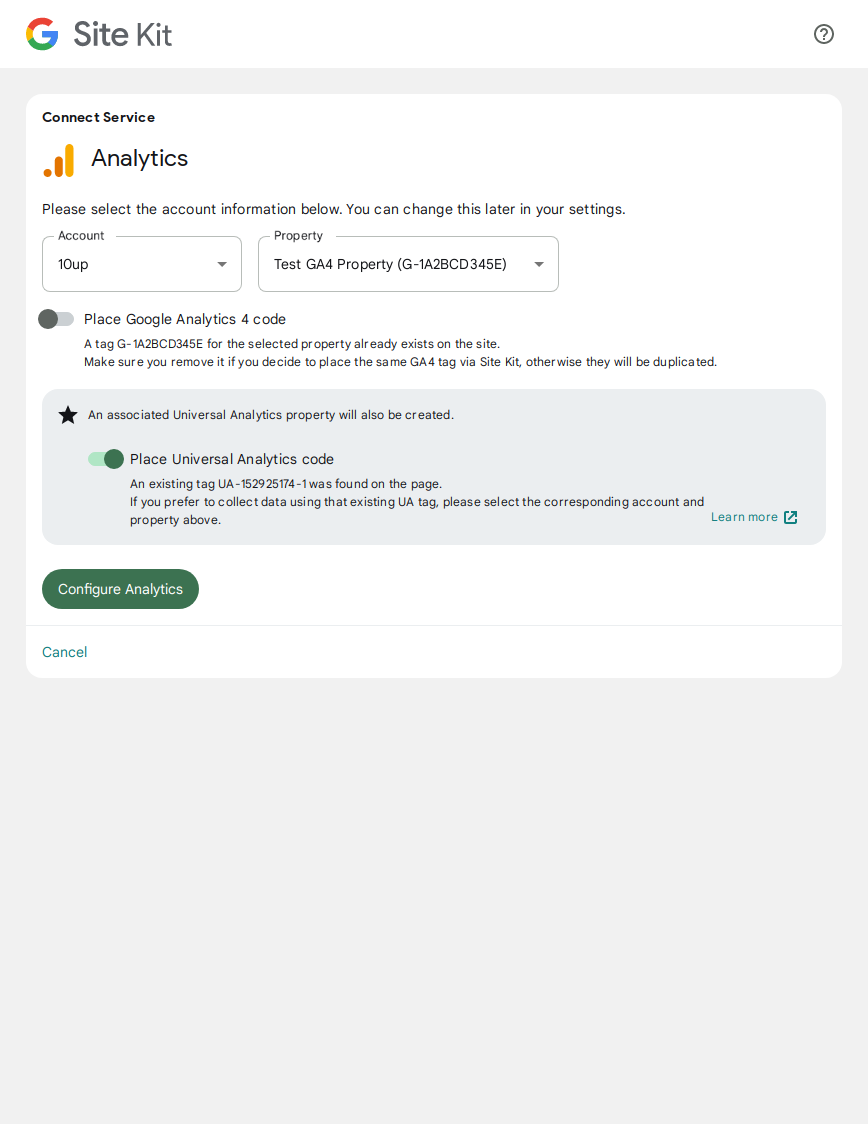 Site Kit
Connect Service
Analytics
Please select the account information below. You can change this later in your settings.
Account
10up
Property
Test GA4 Property (G-1A2BCD345E)
Place Google Analytics 4 code
A tag G-1A2BCD345E for the selected property already exists on the site.
Make sure you remove it if you decide to place the same GA4 tag via Site Kit, otherwise they will be duplicated.
An associated Universal Analytics property will also be created.
Place Universal Analytics code
An existing tag UA-152925174-1 was found on the page.
If you prefer to collect data using that existing UA tag, please select the corresponding account and
property above.
Learn more
Configure Analytics
Cancel